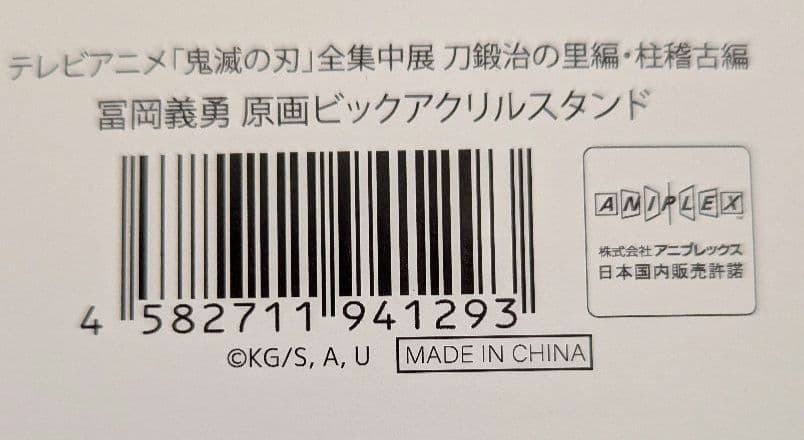 テレビアニメ「鬼滅の刃」全集中展 刀鍛冶の里編・柱稽古編
冨岡義勇 原画ビックアクリルスタンド
4 582711 941293
ANIPLEX
株式会社 アニプレックス
日本国内販売許諾
©KG/S, A, U
MADE IN CHINA